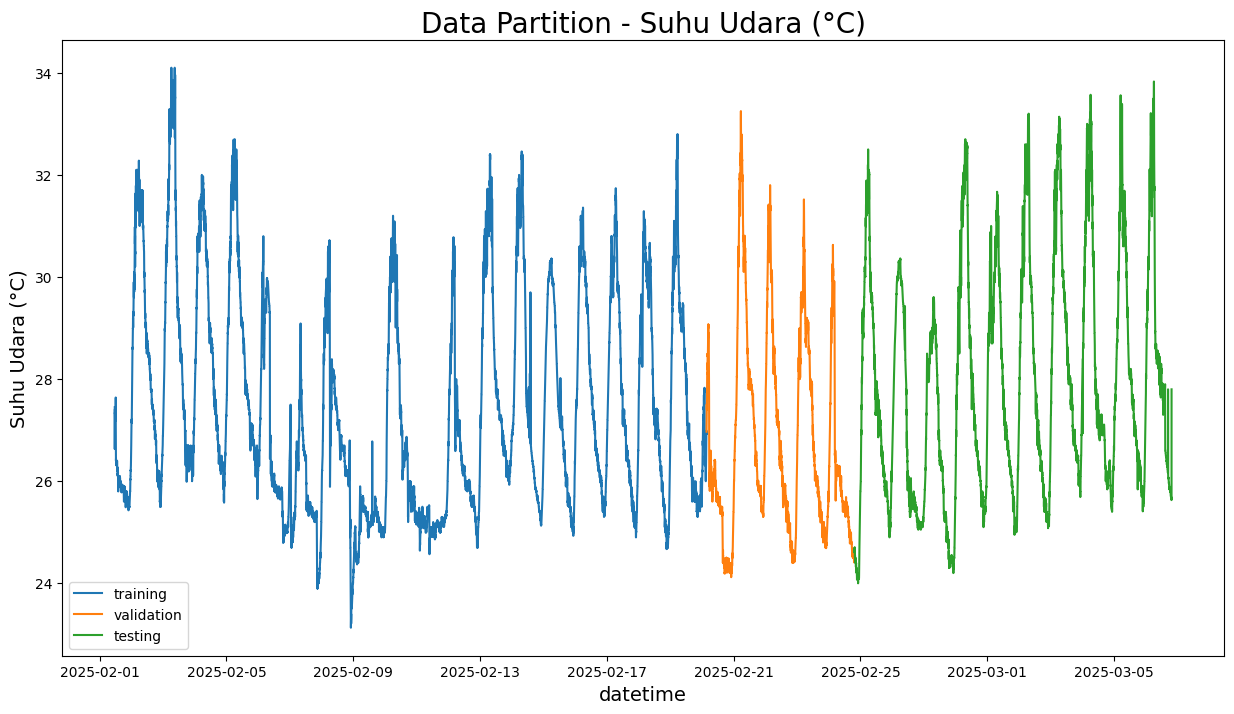 Data Partition - Suhu Udara (°C)
Suhu Udara (°C)
34
32
30
28
26
24
training
validation
testing
2025-02-01
2025-02-05
2025-02-09
2025-02-13
2025-02-17
2025-02-21
2025-02-25
2025-03-01
2025-03-05
datetime